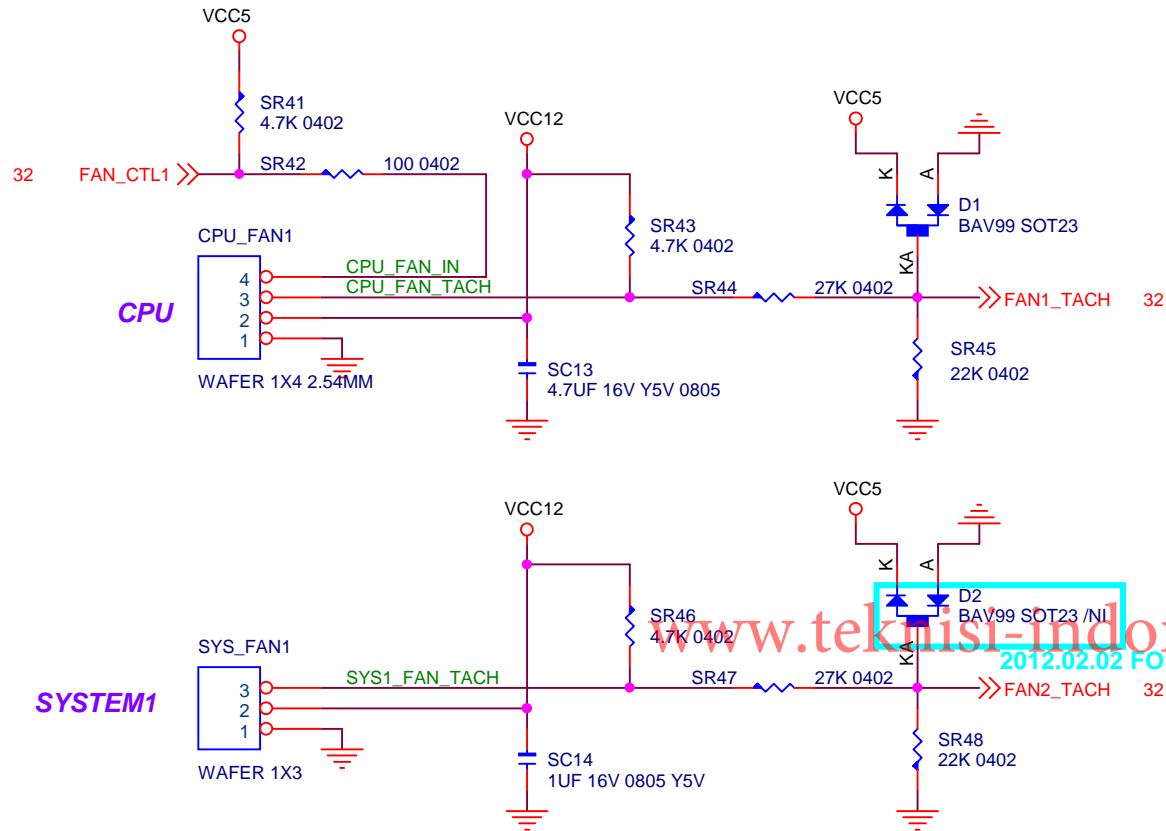 VCC5
SR41
4.7K 0402
32
FAN_CTL1
SR42
100 0402
VCC12
SR43
4.7K 0402
VCC5
K
A
D1
BAV99 SOT23
KA
CPU_FAN1
CPU
4
3
2
1
CPU_FAN_IN
CPU_FAN_TACH
WAFER 1X4 2.54MM
SR44
27K 0402
FAN1_TACH
32
SR45
22K 0402
SC13
4.7UF 16V Y5V 0805
VCC12
VCC5
K
A
D2
BAV99 SOT23 /NI
KA
www.teknisi-indo
2012.02.02 FO
SR46
4.7K 0402
SYS_FAN1
SYSTEM1
3
2
1
SYS1_FAN_TACH
WAFER 1X3
SR47
27K 0402
FAN2_TACH
32
SR48
22K 0402
SC14
1UF 16V 0805 Y5V